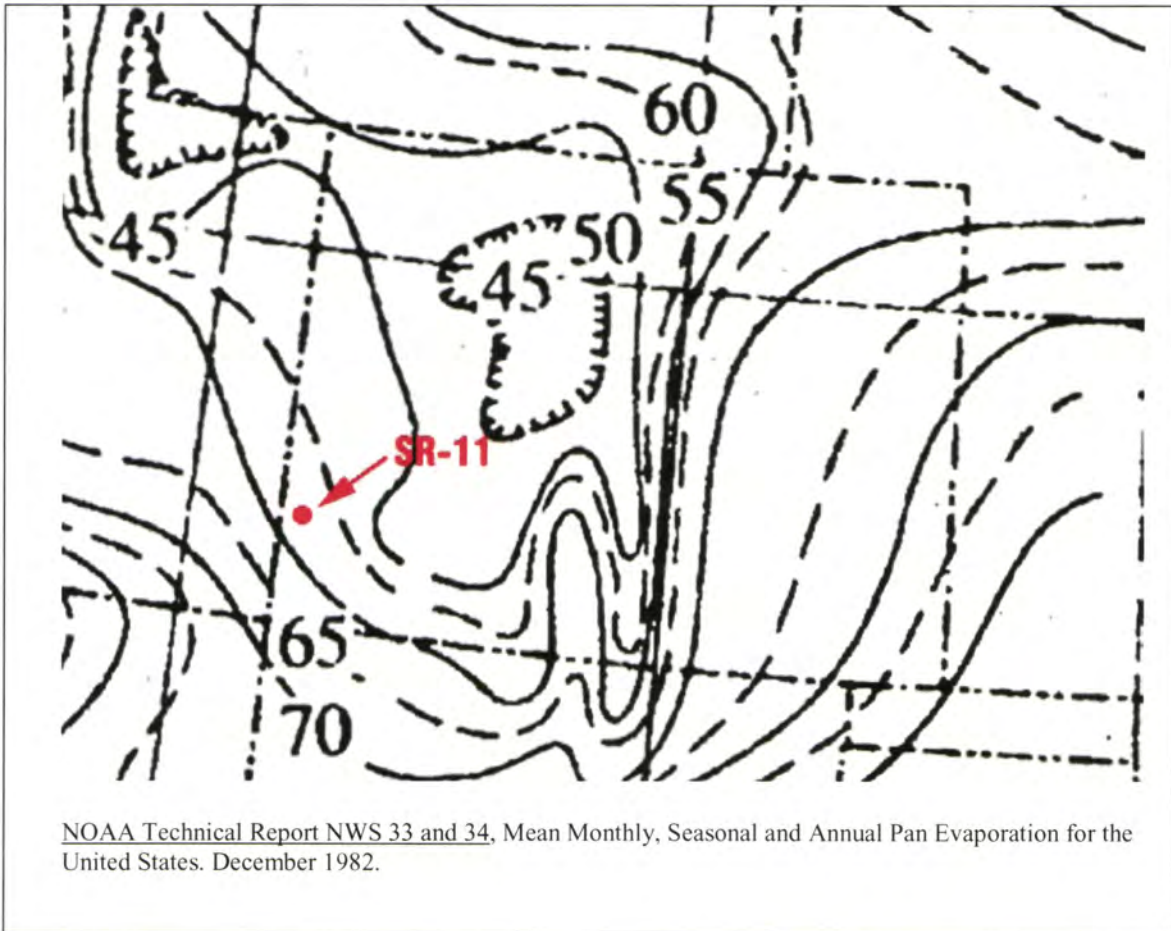 60
55
45
50
45
SR-11
65
70
NOAA Technical Report NWS 33 and 34, Mean Monthly, Seasonal and Annual Pan Evaporation for the
United States. December 1982.